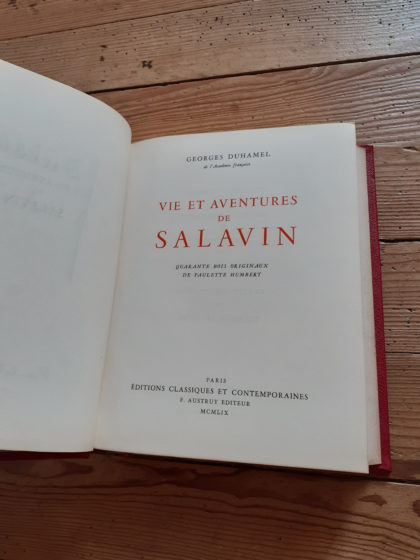 GEORGES DUHAMEL
de l'Académie française
VIE ET AVENTURES
DE
SALAVIN
QUARANTE BOIS ORIGINAUX
DE PAULETTE HUMBERT
PARIS
ÉDITIONS CLASSIQUES ET CONTEMPORAINES
P. AUSTRUY EDITEUR
MCMLIX